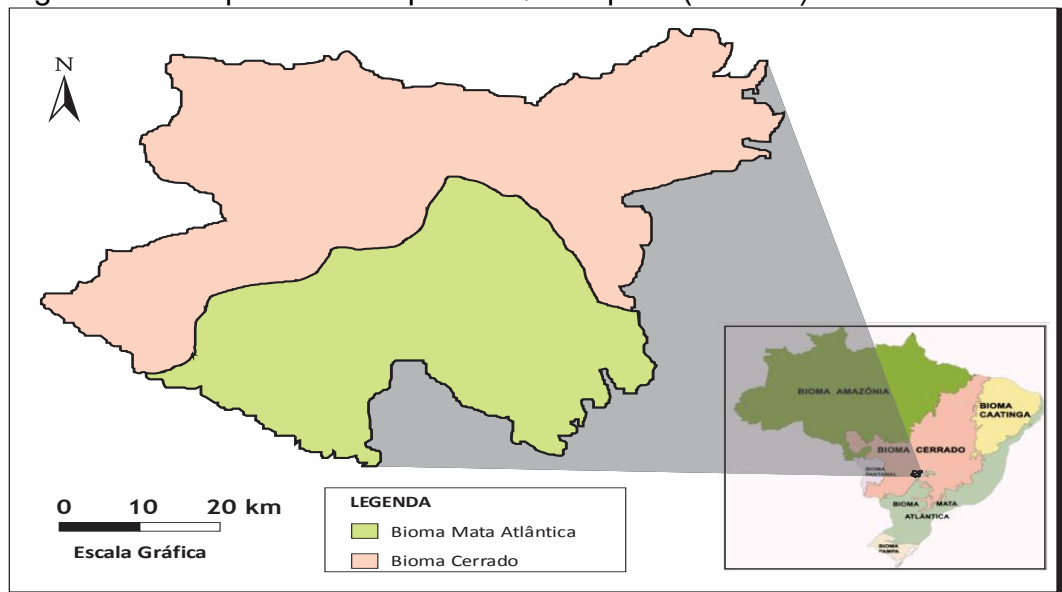 N
0 10 20 km
Escala Gráfica
LEGENDA
Bioma Mata Atlântica
Bioma Cerrado
BIOMA AMAZÔNIA
BIOMA
CAATINGA
BIOMA CERRADO
BIOMA
PANTANAL
BIOMA MATA
ATLÂNTICA
BIOMA
PAMPA